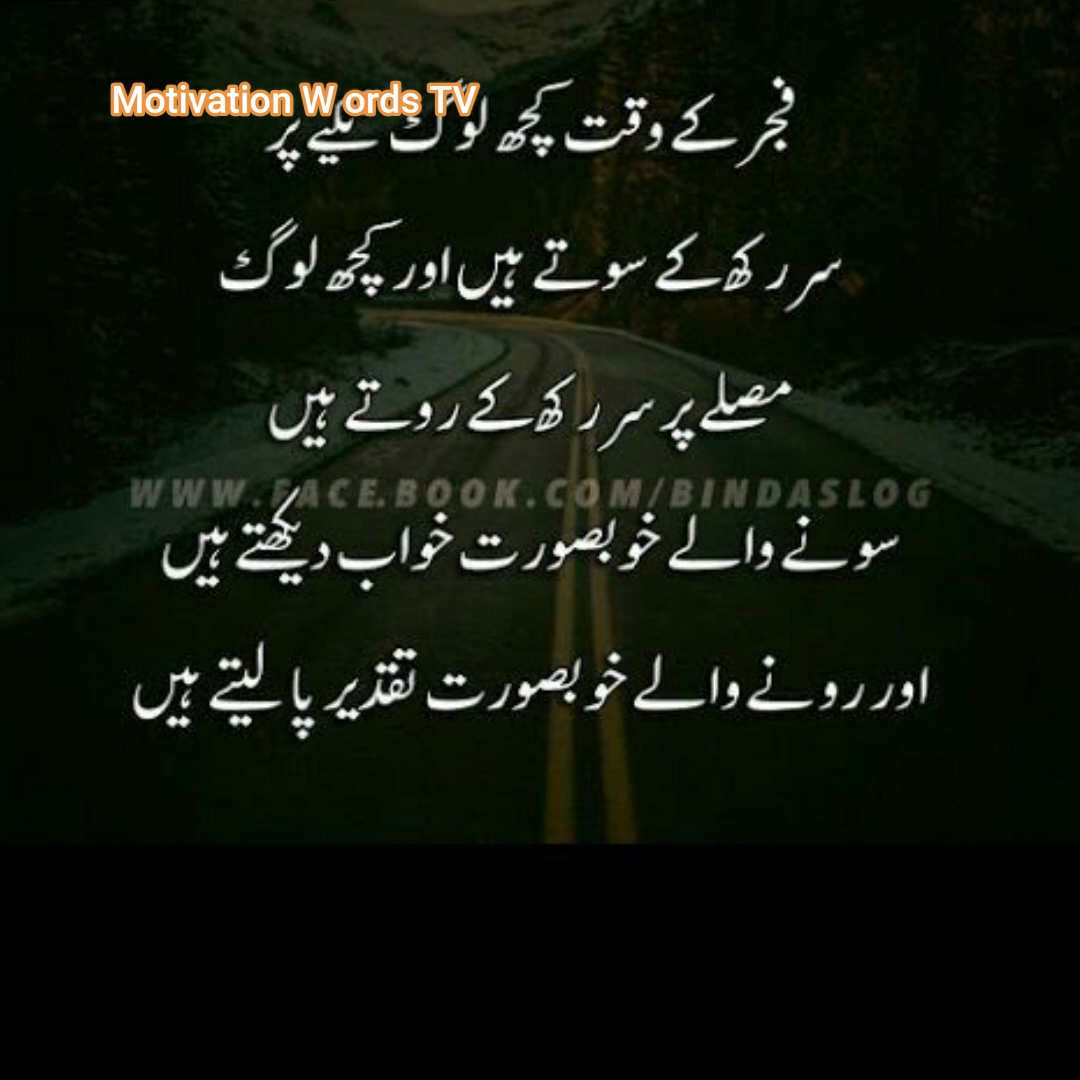 Motivation W ords TV
فجر کے وقت کچھ لوگ تکیے پر
سر رکھ کے سوتے ہیں اور کچھ لوگ
مصلے پر سر رکھ کے روتے ہیں
WWW.FACE.BOOK.COM/BINDASLOG
سونے والے خوبصورت خواب دیکھتے ہیں
اور رونے والے خوبصورت تقدیر پا لیتے ہیں